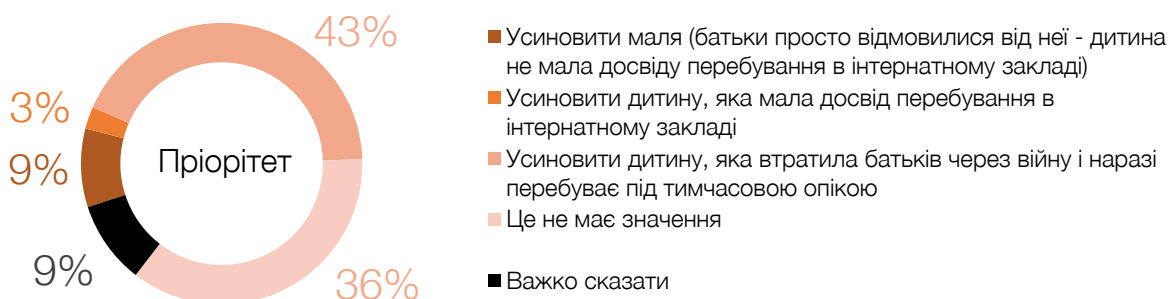 43%
3%
9%
Пріорітет
9%
36%
Усиновити маля (батьки просто відмовилися від неї - дитина
не мала досвіду перебування в інтернатному закладі)
Усиновити дитину, яка мала досвід перебування в
інтернатному закладі
Усиновити дитину, яка втратила батьків через війну і наразі
перебуває під тимчасовою опікою
Це не має значення
Важко сказати